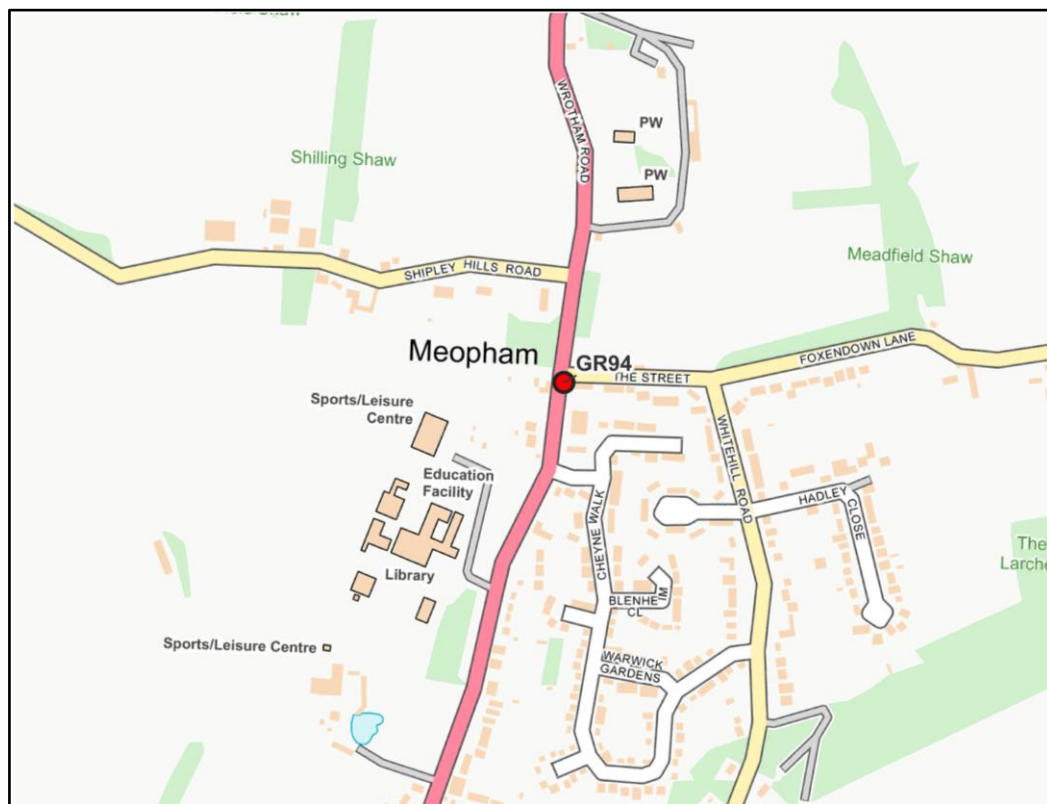 WROTHAM ROAD
PW
Shilling Shaw
PW
Meadfield Shaw
SHIPLEY HILLS ROAD
FOXENDOWN LANE
Meopham
GR94
THE STREET
Sports/Leisure
Centre
WHITEHILL ROAD
Education
Facility
HADLEY
CLOSE
CHEYNE WALK
The
Larche
Library
BLENHEIM
CL
Sports/Leisure Centre
WARWICK
GARDENS